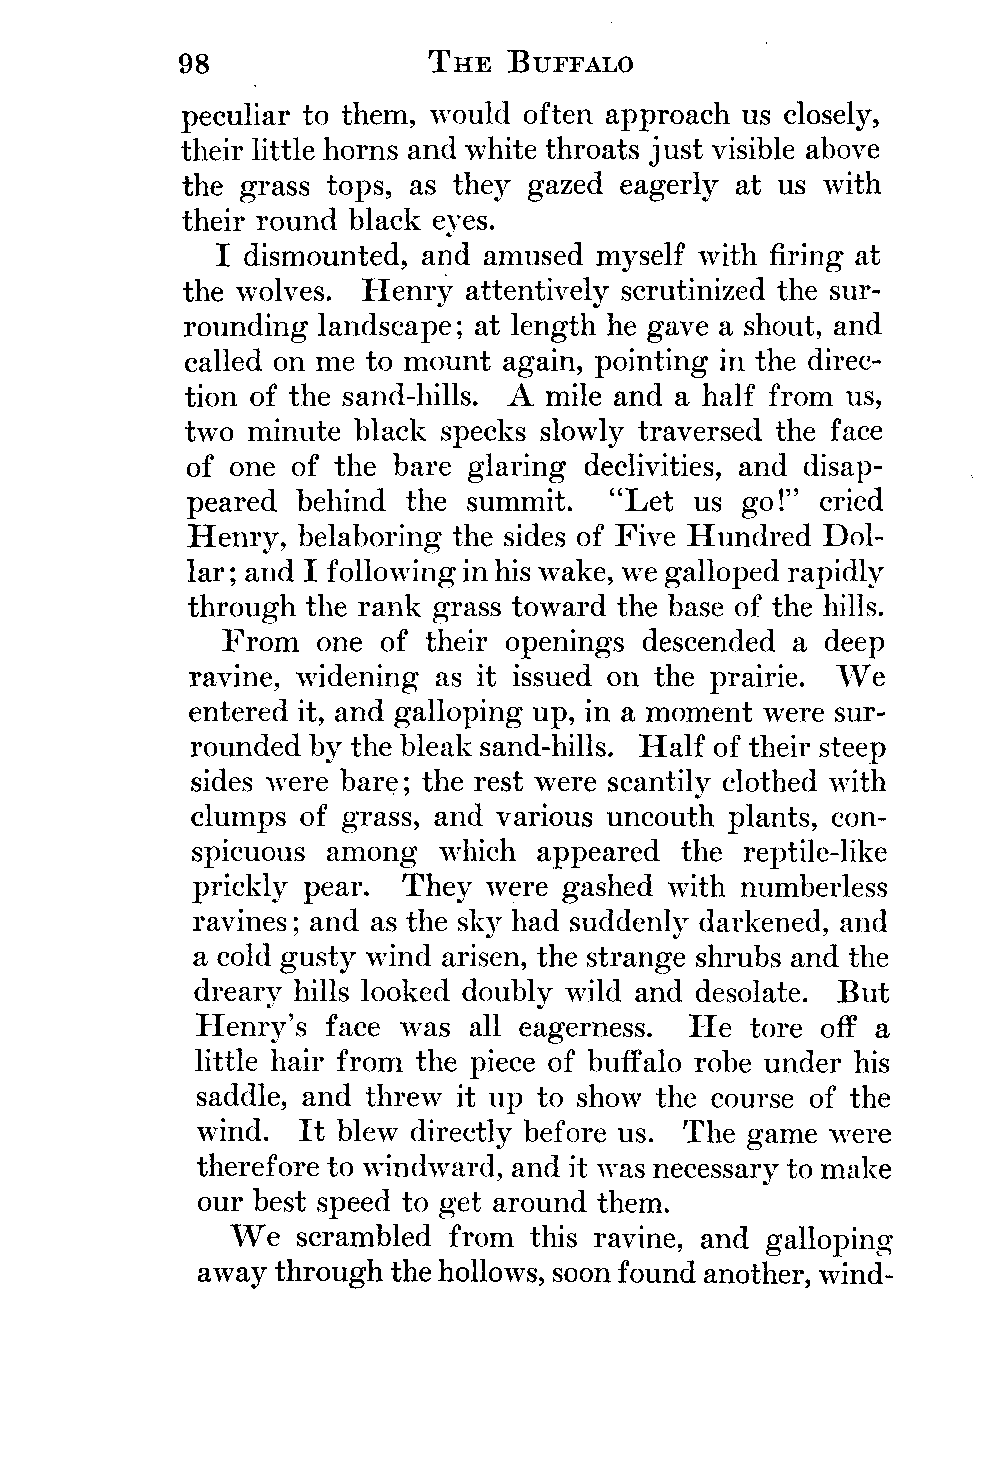 98 THE BUFFALO
peculiar to them, would often approach us closely,
their little horns and white throats just visible above
the grass tops, as they gazed eagerly at us with
their round black eyes.
I dismounted, and amused myself with firing at
the wolves. Henry attentively scrutinized the sur-
rounding landscape; at length he gave a shout, and
called on me to mount again, pointing in the direc-
tion of the sand-hills. A mile and a half from us,
two minute black specks slowly traversed the face
of one of the bare glaring declivities, and disap-
peared behind the summit. "Let us go!" cried
Henry, belaboring the sides of Five Hundred Dol-
lar; and I following in his wake, we galloped rapidly
through the rank grass toward the base of the hills.
From one of their openings descended a deep
ravine, widening as it issued on the prairie. We
entered it, and galloping up, in a moment were sur-
rounded by the bleak sand-hills. Half of their steep
sides were bare; the rest were scantily clothed with
clumps of grass, and various uncouth plants, con-
spicuous among which appeared the reptile-like
prickly pear. They were gashed with numberless
ravines; and as the sky had suddenly darkened, and
a cold gusty wind arisen, the strange shrubs and the
dreary hills looked doubly wild and desolate. But
Henry's face was all eagerness. He tore off a
little hair from the piece of buffalo robe under his
saddle, and threw it up to show the course of the
wind. It blew directly before us. The game were
therefore to windward, and it was necessary to make
our best speed to get around them.
We scrambled from this ravine, and galloping
away through the hollows, soon found another, wind-